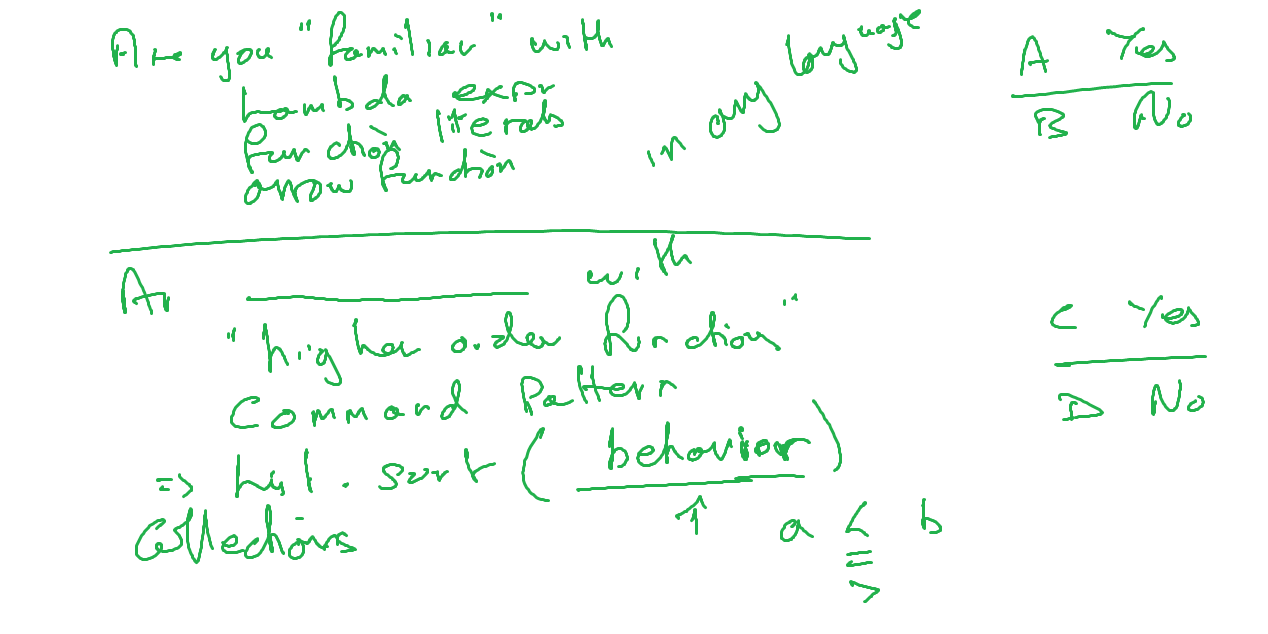 Are you "familiar" with
Lambda expr
function literals
arrow function
in any language
A Yes
B No
Ar with
"higher order function"
Command Pattern
=> list.sort(behavior)
Collections
↑ a < b
=
>
C Yes
D No